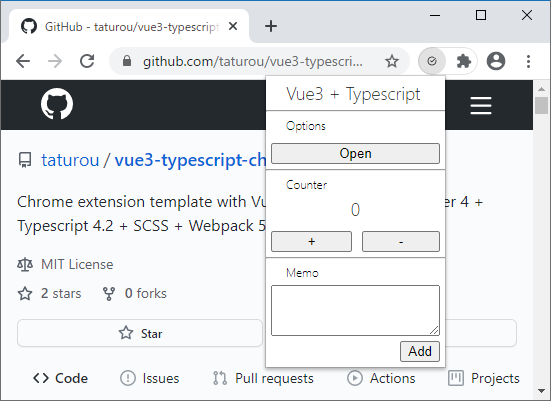 GitHub - taturou/vue3-typescript-
github.com/taturou/vue3-typescri...
Vue3 + Typescript
Options
Open
Counter
0
+
-
Memo
Add
taturou / vue3-typescript-ch
Chrome extension template with Vu
er 4 +
Typescript 4.2 + SCSS + Webpack 5
MIT License
2 stars
0 forks
Star
Code
Issues
Pull requests
Actions
Projects